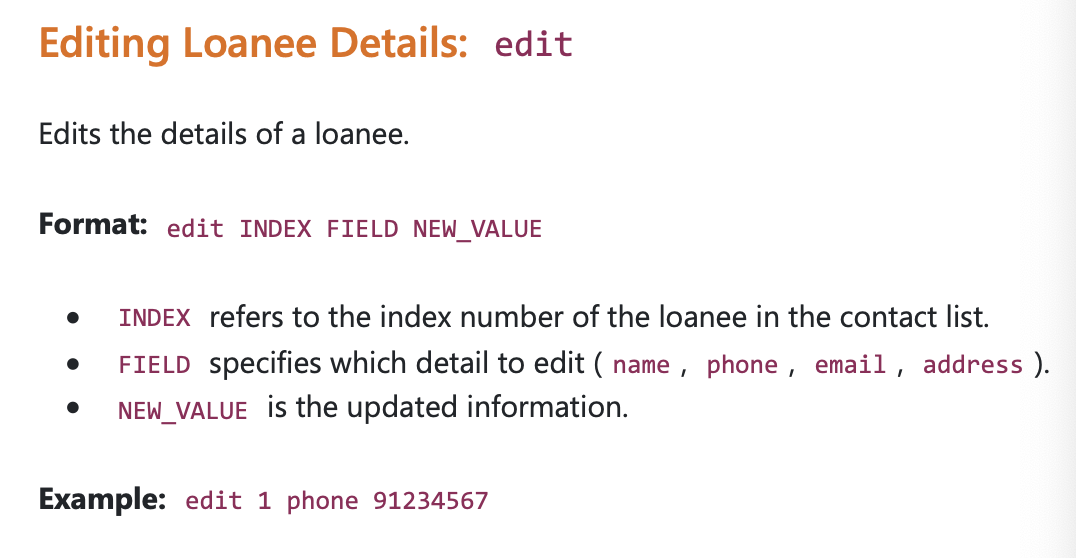 Editing Loanee Details: edit
Edits the details of a loanee.
Format: edit INDEX FIELD NEW_VALUE
• INDEX refers to the index number of the loanee in the contact list.
• FIELD specifies which detail to edit ( name , phone , email , address ).
• NEW_VALUE is the updated information.
Example: edit 1 phone 91234567